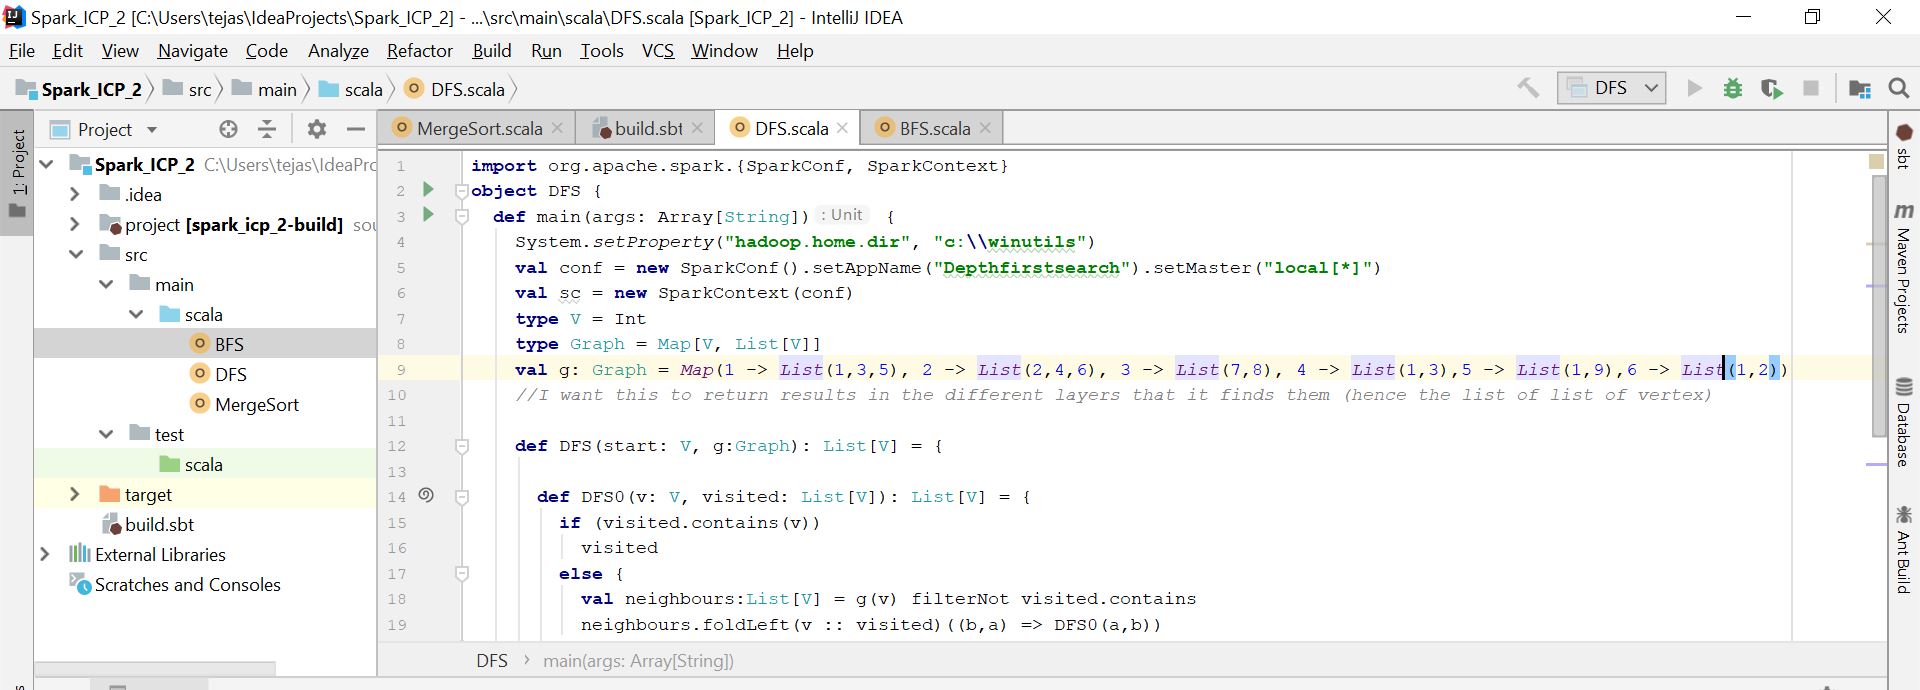 Spark_ICP_2 [C:\Users\tejas\IdeaProjects\Spark_ICP_2] - ...\src\main\scala\DFS.scala [Spark_ICP_2] - IntelliJ IDEA
File Edit View Navigate Code Analyze Refactor Build Run Tools VCS Window Help
Spark_ICP_2 src main scala DFS.scala DFS
1: Project
Project
Spark_ICP_2 C:\Users\tejas\IdeaPro
.idea
project [spark_icp_2-build] sou
src
main
scala
BFS
DFS
MergeSort
test
scala
target
build.sbt
External Libraries
Scratches and Consoles
MergeSort.scala build.sbt DFS.scala BFS.scala
1 import org.apache.spark.{SparkConf, SparkContext}
2 object DFS {
3 def main(args: Array[String]) : Unit {
4 System.setProperty("hadoop.home.dir", "c:\\winutils")
5 val conf = new SparkConf().setAppName("Depthfirstsearch").setMaster("local[*]")
6 val sc = new SparkContext(conf)
7 type V = Int
8 type Graph = Map[V, List[V]]
9 val g: Graph = Map(1 -> List(1,3,5), 2 -> List(2,4,6), 3 -> List(7,8), 4 -> List(1,3),5 -> List(1,9),6 -> List(1,2))
10 //I want this to return results in the different layers that it finds them (hence the list of list of vertex)
11
12 def DFS(start: V, g:Graph): List[V] = {
13
14 def DFS0(v: V, visited: List[V]): List[V] = {
15 if (visited.contains(v))
16 visited
17 else {
18 val neighbours:List[V] = g(v) filterNot visited.contains
19 neighbours.foldLeft(v :: visited)((b,a) => DFS0(a,b))
DFS › main(args: Array[String])
sbt
m Maven Projects
Database
Ant Build